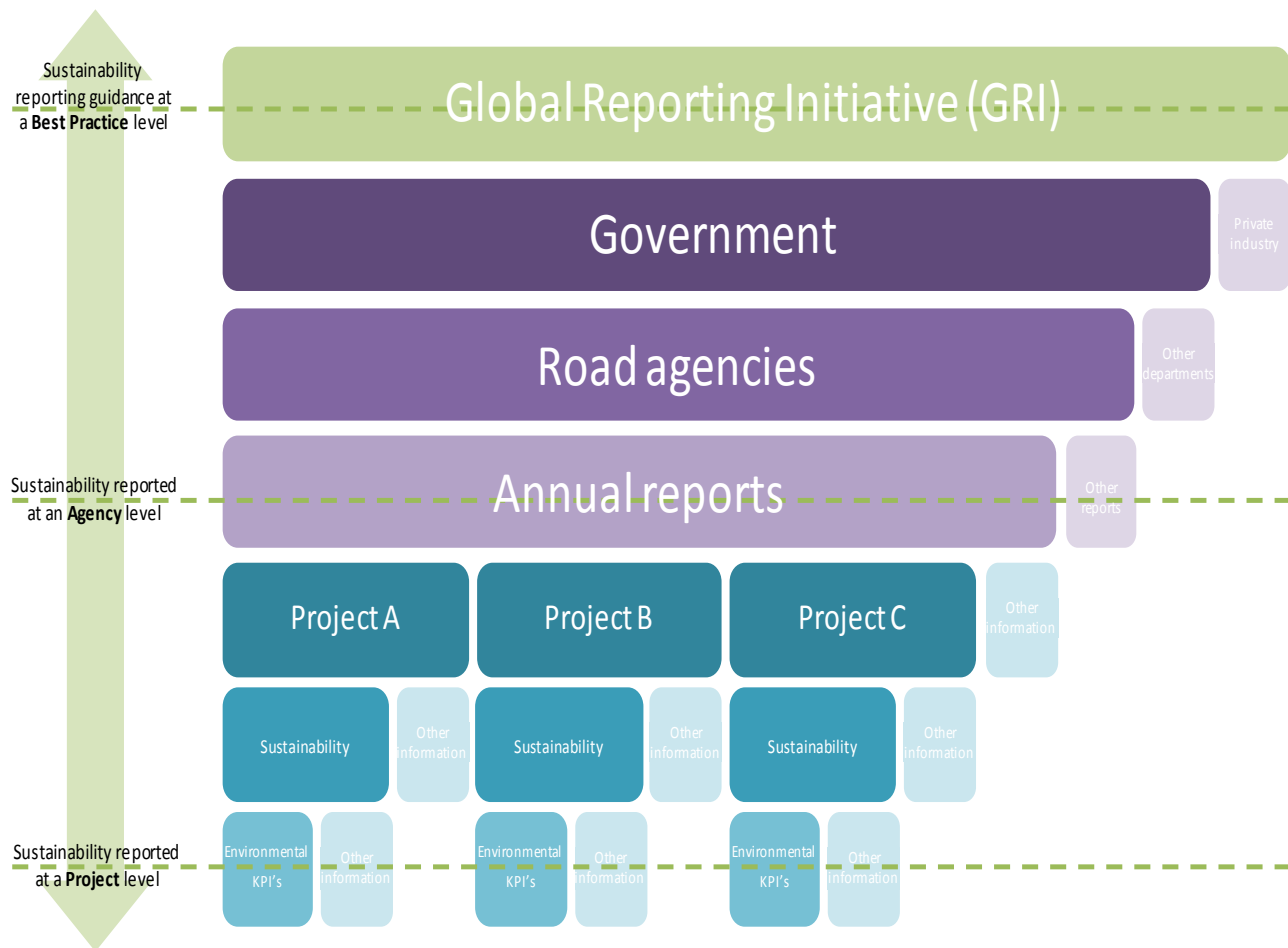 Sustainability
reporting guidance at
a Best Practice level
Global Reporting Initiative (GRI)
Government
Private
industry
Road agencies
Other
departments
Sustainability reported
at an Agency level
Annual reports
Other
reports
Project A
Project B
Project C
Other
information
Sustainability
Other
information
Sustainability
Other
information
Sustainability
Other
information
Sustainability reported
at a Project level
Environmental
KPI's
Other
information
Environmental
KPI's
Other
information
Environmental
KPI's
Other
information